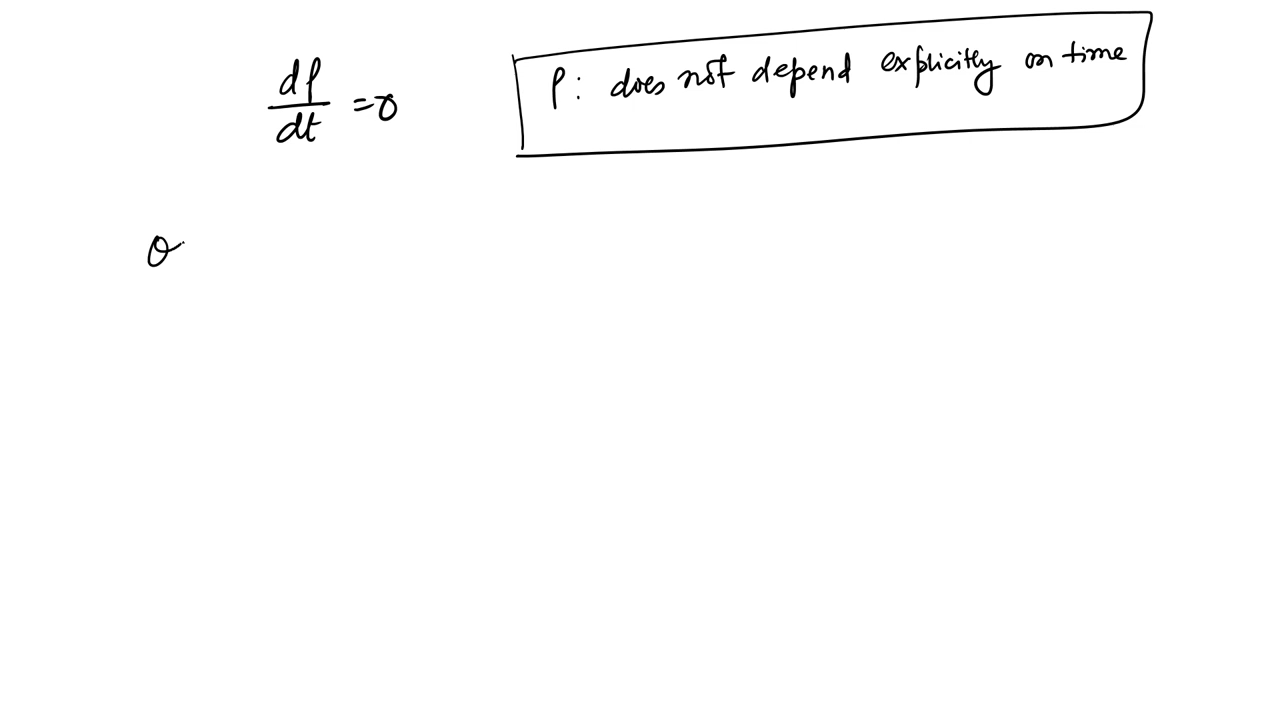 dρ/dt = 0
ρ: does not depend explicitly on time